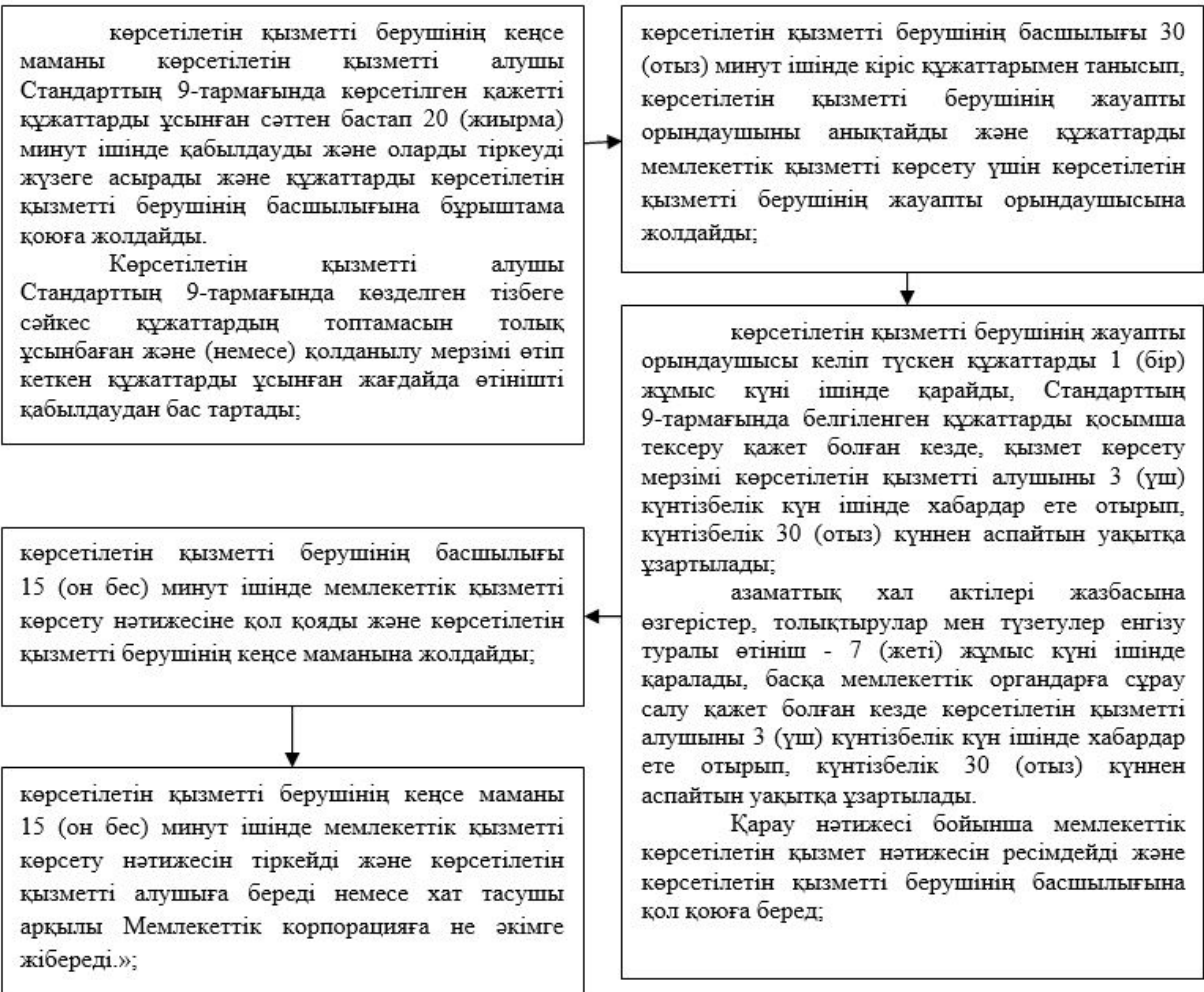 көрсетілетін қызметті берушінің кеңсе
маманы көрсетілетін қызметті алушы
Стандарттың 9-тармағында көрсетілген қажетті
құжаттарды ұсынған сәттен бастап 20 (жиырма)
минут ішінде қабылдауды және оларды тіркеуді
жүзеге асырады және құжаттарды көрсетілетін
қызметті берушінің басшылығына бұрыштама
қоюға жолдайды.
Көрсетілетін қызметті алушы
Стандарттың 9-тармағында көзделген тізбеге
сәйкес құжаттардың топтамасын толық
ұсынбаған және (немесе) қолданылу мерзімі өтіп
кеткен құжаттарды ұсынған жағдайда өтінішті
қабылдаудан бас тартады;
көрсетілетін қызметті берушінің басшылығы 30
(отыз) минут ішінде кіріс құжаттарымен танысып,
көрсетілетін қызметті берушінің жауапты
орындаушыны анықтайды және құжаттарды
мемлекеттік қызметті көрсету үшін көрсетілетін
қызметті берушінің жауапты орындаушысына
жолдайды;
көрсетілетін қызметті берушінің жауапты
орындаушысы келіп түскен құжаттарды 1 (бір)
жұмыс күні ішінде қарайды, Стандарттың
9-тармағында белгіленген құжаттарды қосымша
тексеру қажет болған кезде, қызмет көрсету
мерзімі көрсетілетін қызметті алушыны 3 (үш)
күнтізбелік күн ішінде хабардар ете отырып,
күнтізбелік 30 (отыз) күннен аспайтын уақытқа
ұзартылады;
азаматтық хал актілері жазбасына
өзгерістер, толықтырулар мен түзетулер енгізу
туралы өтініш - 7 (жеті) жұмыс күні ішінде
қаралады, басқа мемлекеттік органдарға сұрау
салу қажет болған кезде көрсетілетін қызметті
алушыны 3 (үш) күнтізбелік күн ішінде хабардар
ете отырып, күнтізбелік 30 (отыз) күннен
аспайтын уақытқа ұзартылады.
Қарау нәтижесі бойынша мемлекеттік
көрсетілетін қызмет нәтижесін ресімдейді және
көрсетілетін қызметті берушінің басшылығына
қол қоюға беред;
көрсетілетін қызметті берушінің басшылығы
15 (он бес) минут ішінде мемлекеттік қызметті
көрсету нәтижесіне қол қояды және көрсетілетін
қызметті берушінің кеңсе маманына жолдайды;
көрсетілетін қызметті берушінің кеңсе маманы
15 (он бес) минут ішінде мемлекеттік қызметті
көрсету нәтижесін тіркейді және көрсетілетін
қызметті алушыға береді немесе хат тасушы
арқылы Мемлекеттік корпорацияға не әкімге
жібереді.»;